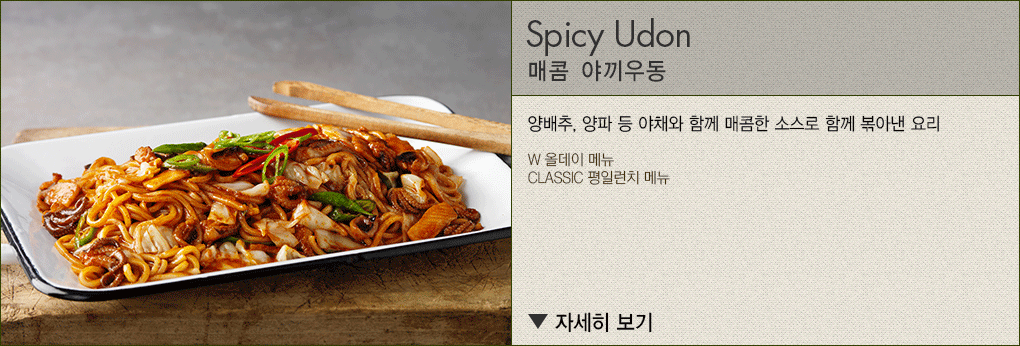 Spicy Udon
매콤 야끼우동
양배추, 양파 등 야채와 함께 매콤한 소스로 함께 볶아낸 요리
W 올데이 메뉴
CLASSIC 평일런치 메뉴
▼ 자세히 보기